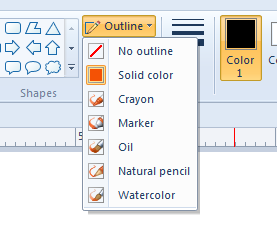 Outline
No outline
Solid color
Crayon
Marker
Oil
Natural pencil
Watercolor
Shapes
Color
1